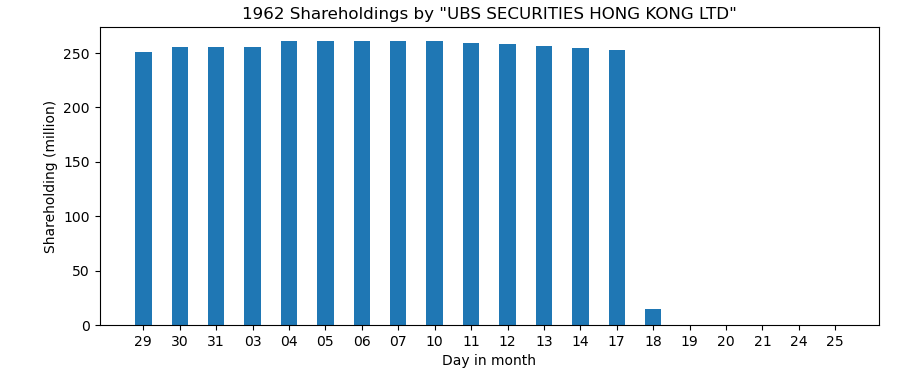 1962 Shareholdings by "UBS SECURITIES HONG KONG LTD"
Shareholding (million)
250
200
150
100
50
0
29 30 31 03 04 05 06 07 10 11 12 13 14 17 18 19 20 21 24 25
Day in month